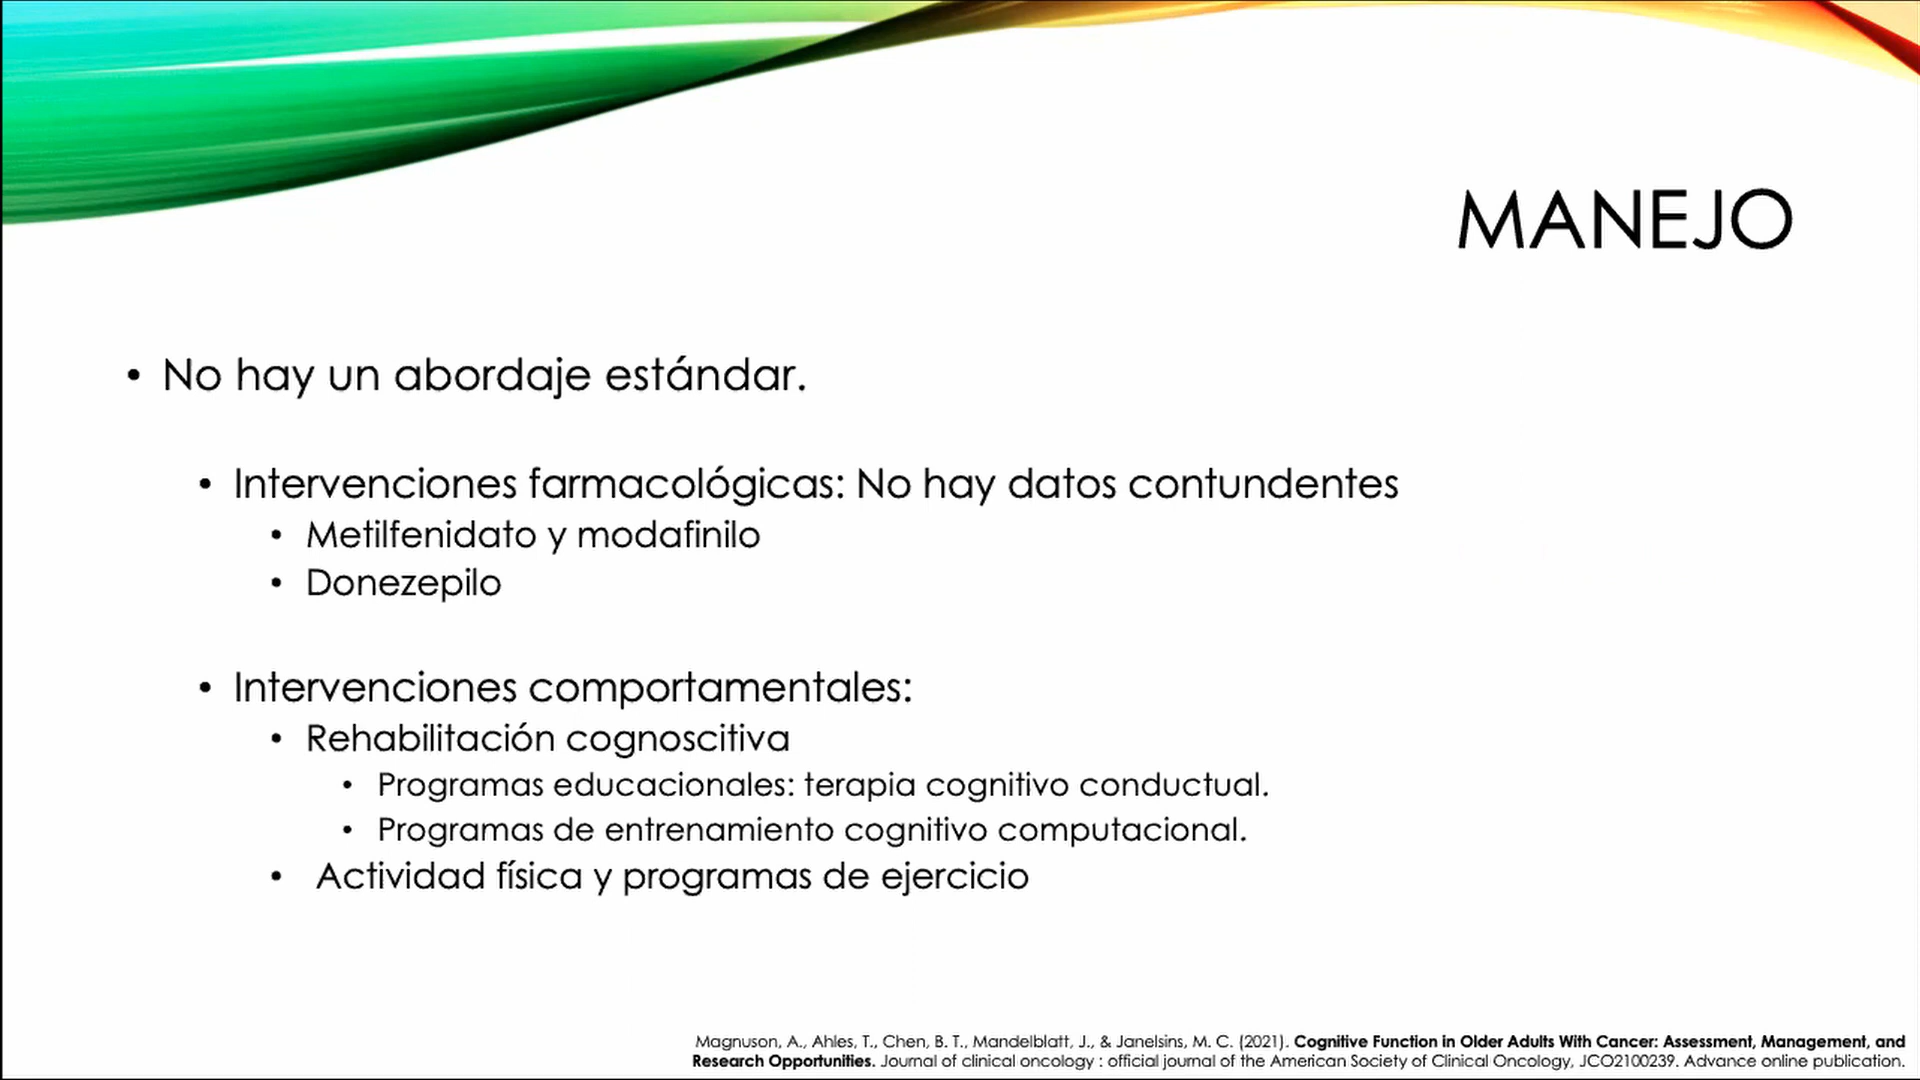 MANEJO
• No hay un abordaje estándar.
• Intervenciones farmacológicas: No hay datos contundentes
• Metilfenidato y modafinilo
• Donezepilo
• Intervenciones comportamentales:
• Rehabilitación cognoscitiva
• Programas educacionales: terapia cognitivo conductual.
• Programas de entrenamiento cognitivo computacional.
• Actividad física y programas de ejercicio
Magnuson, A., Ahles, T., Chen, B. T., Mandelblatt, J., & Janelsins, M. C. (2021). Cognitive Function in Older Adults With Cancer: Assessment, Management, and
Research Opportunities. Journal of clinical oncology : official journal of the American Society of Clinical Oncology, JCO2100239. Advance online publication.